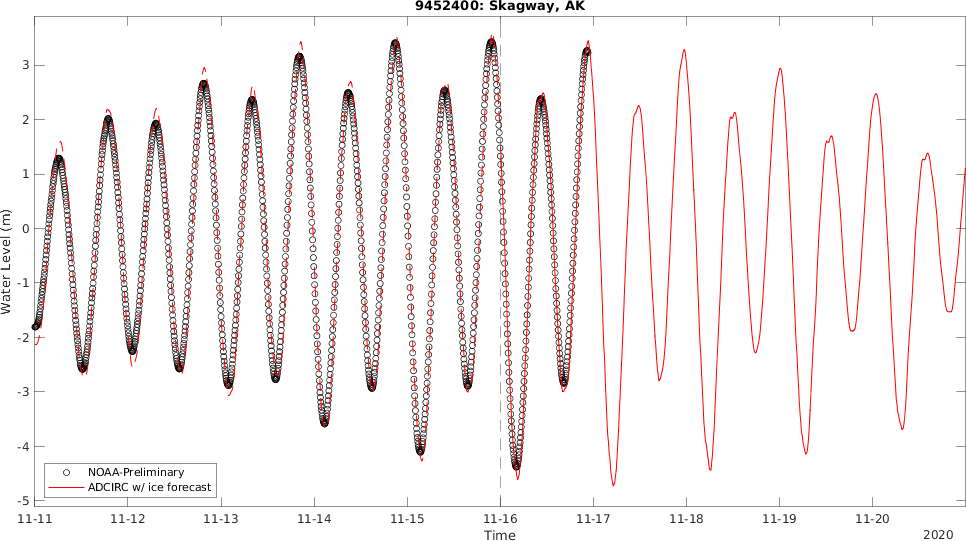 9452400: Skagway, AK
Water Level (m)
3
2
1
0
-1
-2
-3
-4
-5
NOAA-Preliminary
ADCIRC w/ ice forecast
11-11 11-12 11-13 11-14 11-15 11-16 11-17 11-18 11-19 11-20
Time
2020